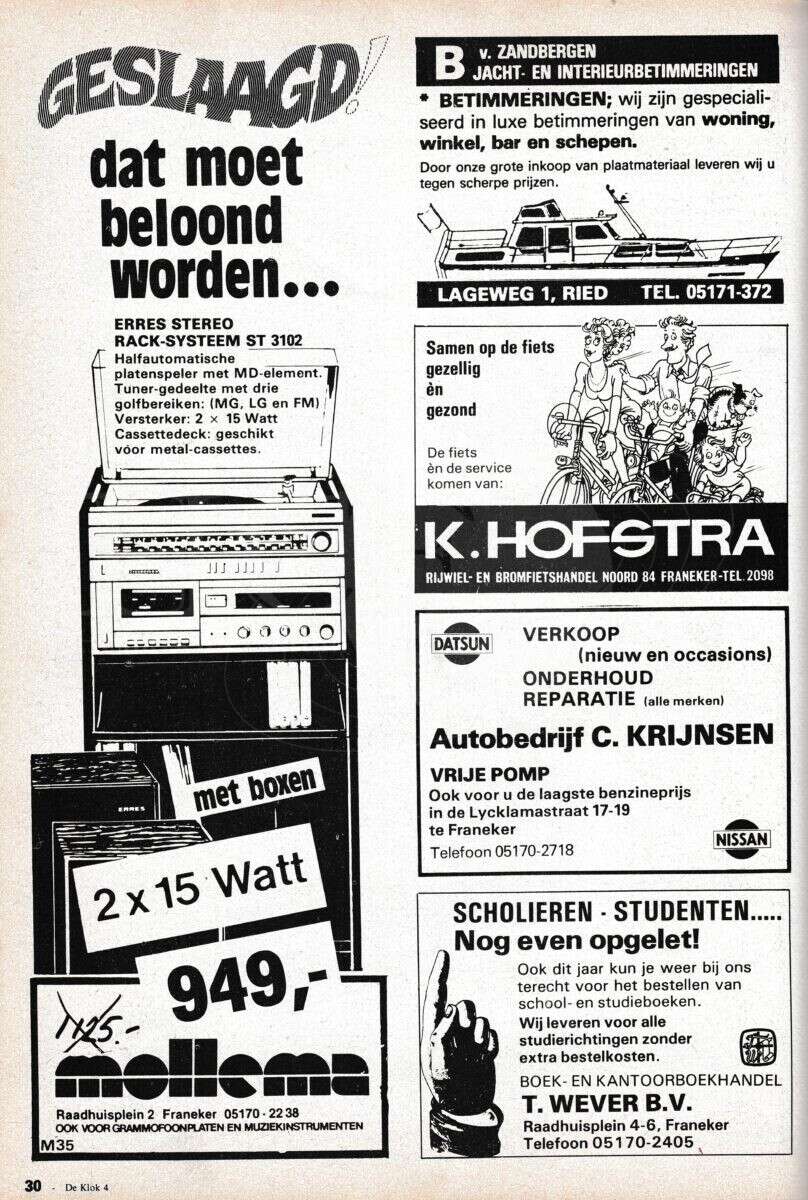 GESLAAGD!
dat moet
beloond
worden...
ERRES STEREO
RACK-SYSTEEM ST 3102
Halfautomatische
platenspeler met MD-element.
Tuner-gedeelte met drie
golfbereiken: (MG, LG en FM)
Versterker: 2 × 15 Watt
Cassettedeck: geschikt
vóor metal-cassettes.
ERRES
met boxen
2 x 15 Watt
949,-
1125.-
mollema
Raadhuisplein 2 Franeker 05170 - 22 38
OOK VOOR GRAMMOFOONPLATEN EN MUZIEKINSTRUMENTEN
M35
B v. ZANDBERGEN
JACHT- EN INTERIEURBETIMMERINGEN
* BETIMMERINGEN; wij zijn gespeciali-
seerd in luxe betimmeringen van woning,
winkel, bar en schepen.
Door onze grote inkoop van plaatmateriaal leveren wij u
tegen scherpe prijzen.
LAGEWEG 1, RIED TEL. 05171-372
Samen op de fiets
gezellig
èn
gezond
De fiets
èn de service
komen van:
K. HOFSTRA
RIJWIEL- EN BROMFIETSHANDEL NOORD 84 FRANEKER-TEL. 2098
DATSUN
VERKOOP
(nieuw en occasions)
ONDERHOUD
REPARATIE (alle merken)
Autobedrijf C. KRIJNSEN
VRIJE POMP
Ook voor u de laagste benzineprijs
in de Lycklamastraat 17-19
te Franeker
Telefoon 05170-2718
NISSAN
SCHOLIEREN - STUDENTEN.....
Nog even opgelet!
Ook dit jaar kun je weer bij ons
terecht voor het bestellen van
school- en studieboeken.
Wij leveren voor alle
studierichtingen zonder
extra bestelkosten.
BOEK- EN KANTOORBOEKHANDEL
T. WEVER B.V.
Raadhuisplein 4-6, Franeker
Telefoon 05170-2405
30 - De Klok 4